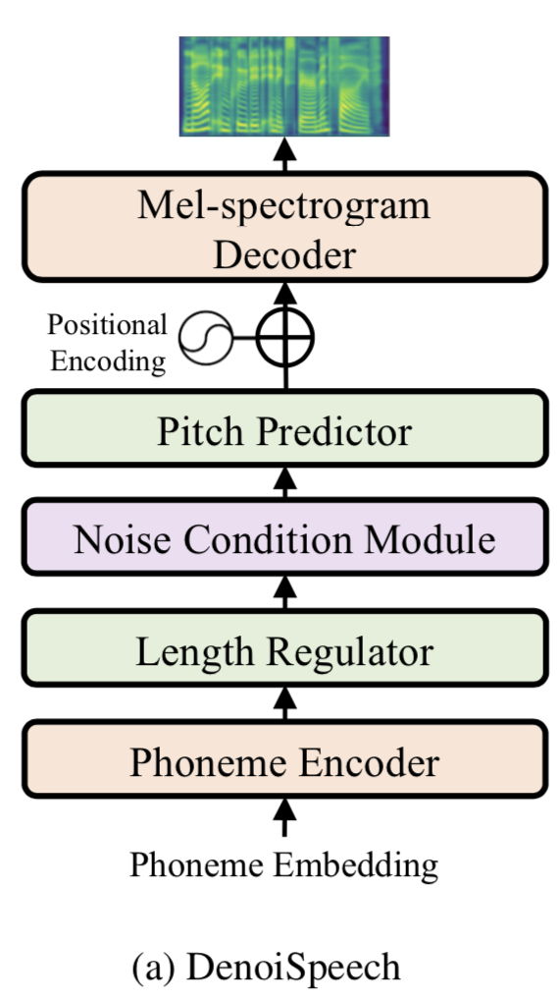 Mel-spectrogram
Decoder
Positional
Encoding
Pitch Predictor
Noise Condition Module
Length Regulator
Phoneme Encoder
Phoneme Embedding
(a) DenoiSpeech